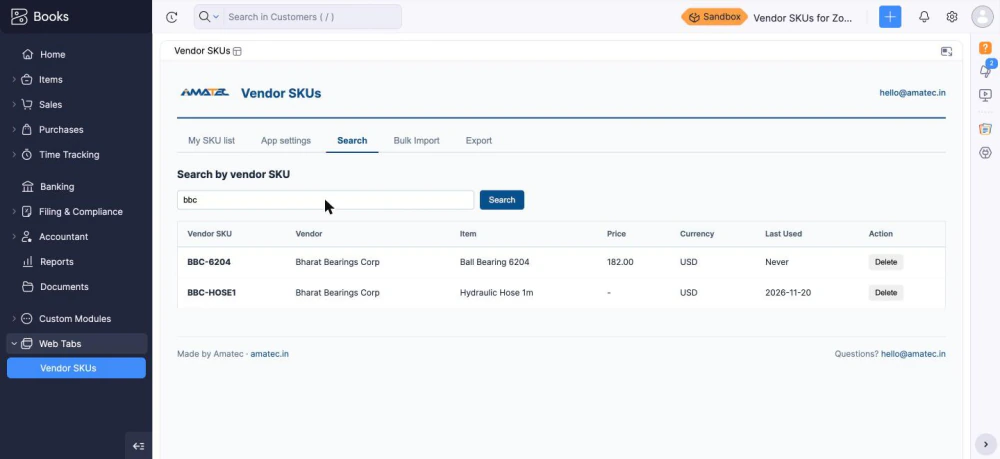 Books
Search in Customers ( / )
Sandbox
Vendor SKUs for Zo...
Home
Items
Sales
Purchases
Time Tracking
Banking
Filing & Compliance
Accountant
Reports
Documents
Custom Modules
Web Tabs
Vendor SKUs
Vendor SKUs
?
2
AMATEC Vendor SKUs
hello@amatec.in
My SKU list App settings Search Bulk Import Export
Search by vendor SKU
bbc Search
Vendor SKU Vendor Item Price Currency Last Used Action
BBC-6204 Bharat Bearings Corp Ball Bearing 6204 182.00 USD Never Delete
BBC-HOSE1 Bharat Bearings Corp Hydraulic Hose 1m - USD 2026-11-20 Delete
Made by Amatec · amatec.in
Questions? hello@amatec.in